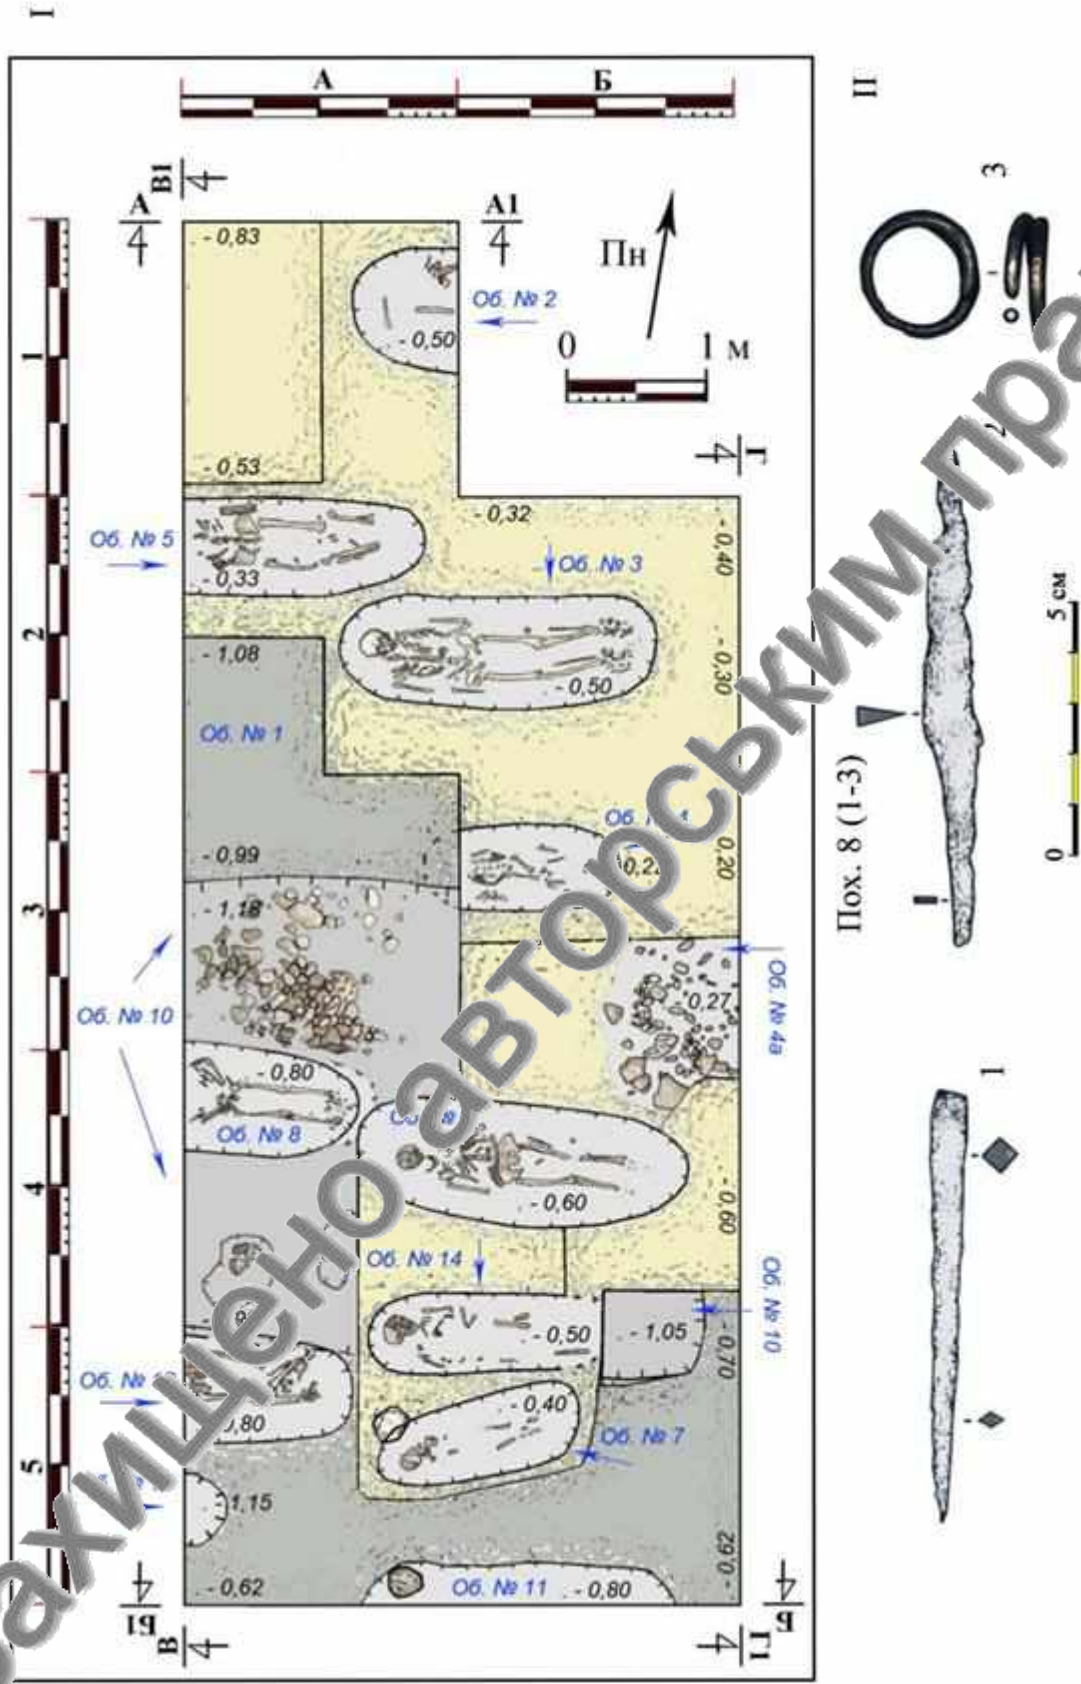 I
А
Б
В1
А
А1
- 0,83
Пн
Об. № 2
- 0,50
0
1 м
1
- 0,53
Г
- 0,32
Об. № 5
- 0,40
Об. № 3
- 0,33
2
- 1,08
- 0,30
- 0,50
Об. № 1
- 0,99
0,20
3
- 1,18
Об. № 10
0,27
Об. № 4а
- 0,80
Об. № 8
4
- 0,60
- 0,60
Об. № 14
Об. № 10
- 0,50
- 1,05
- 0,70
0,80
- 0,40
Об. № 7
5
1,15
- 0,62
Об. № 11
- 0,80
- 0,62
Б1
Б
В
Г1
II
3
2
Пох. 8 (1-3)
0
5 см
1
захищено авторським пра